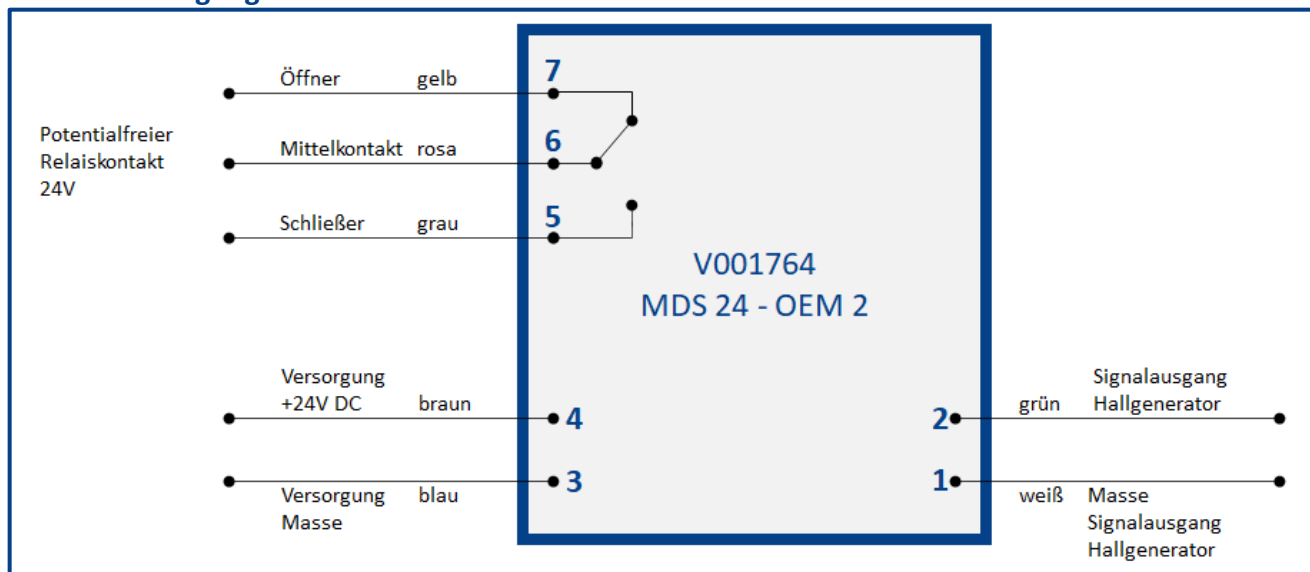 Öffner gelb 7
Potentialfreier
Relaiskontakt
24V
Mittelkontakt rosa 6
Schließer grau 5
V001764
MDS 24 - OEM 2
Versorgung
+24V DC braun 4
Versorgung blau 3
Masse
2 grün Signalausgang
Hallgenerator
1 weiß Masse
Signalausgang
Hallgenerator